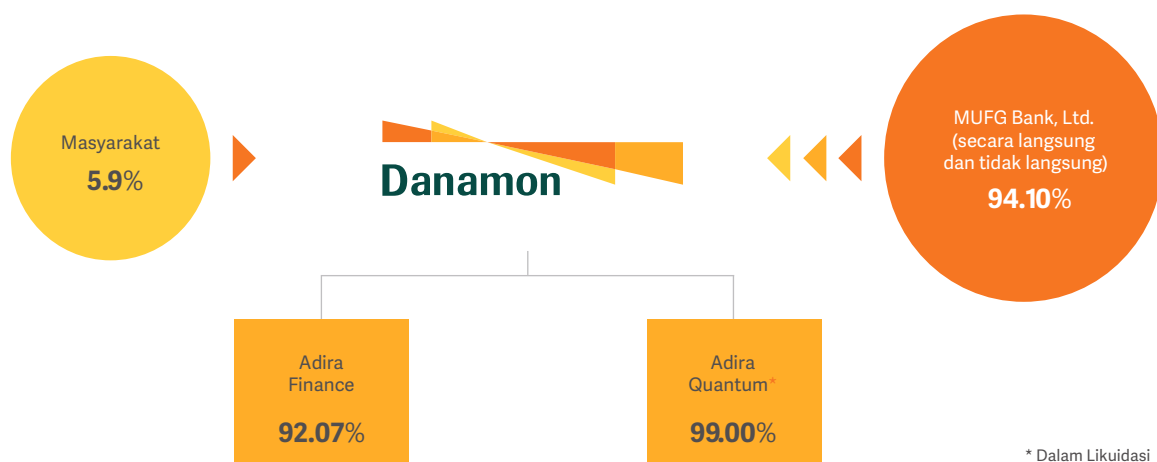 Masyarakat
5.9%
Danamon
MUFG Bank, Ltd.
(secara langsung
dan tidak langsung)
94.10%
Adira
Finance
92.07%
Adira
Quantum*
99.00%
* Dalam Likuidasi